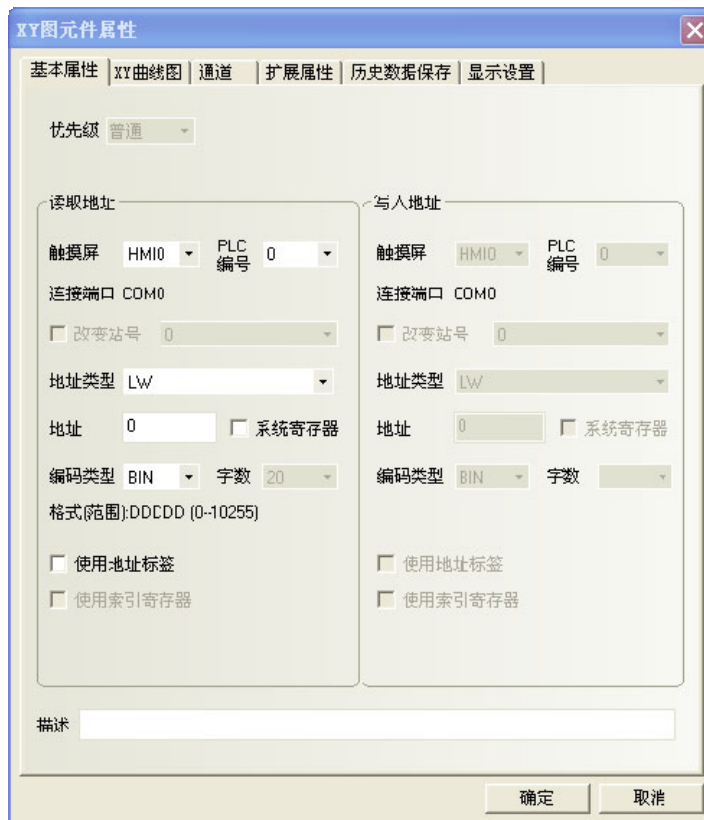 XY图元件属性
基本属性 XY曲线图 通道 扩展属性 历史数据保存 显示设置
优先级 普通
读取地址
触摸屏 HMI0 PLC编号 0
连接端口 COM0
改变站号 0
地址类型 LW
地址 0 系统寄存器
编码类型 BIN 字数 20
格式(范围):DDDDD (0--10255)
使用地址标签
使用索引寄存器
写入地址
触摸屏 HMI0 PLC编号 0
连接端口 COM0
改变站号 0
地址类型 LW
地址 0 系统寄存器
编码类型 BIN 字数
使用地址标签
使用索引寄存器
描述
确定 取消